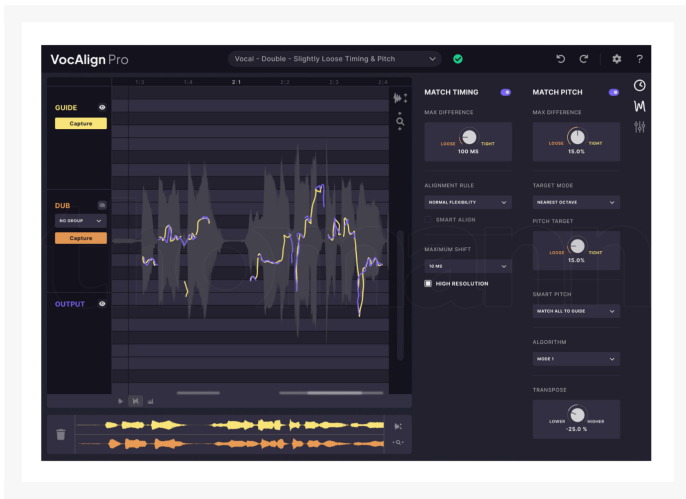 VocAlign Pro
Vocal - Double - Slightly Loose Timing & Pitch
?
1:3 1:4 2:1 2:2 2:3 2:4
GUIDE
Capture
DUB
NO GROUP
Capture
OUTPUT
MATCH TIMING
MAX DIFFERENCE
LOOSE TIGHT
100 MS
ALIGNMENT RULE
NORMAL FLEXIBILITY
SMART ALIGN
MAXIMUM SHIFT
10 MS
HIGH RESOLUTION
MATCH PITCH
MAX DIFFERENCE
LOOSE TIGHT
15.0%
TARGET MODE
NEAREST OCTAVE
PITCH TARGET
LOOSE TIGHT
15.0%
SMART PITCH
MATCH ALL TO GUIDE
ALGORITHM
MODE 1
TRANSPOSE
LOWER HIGHER
-25.0 %